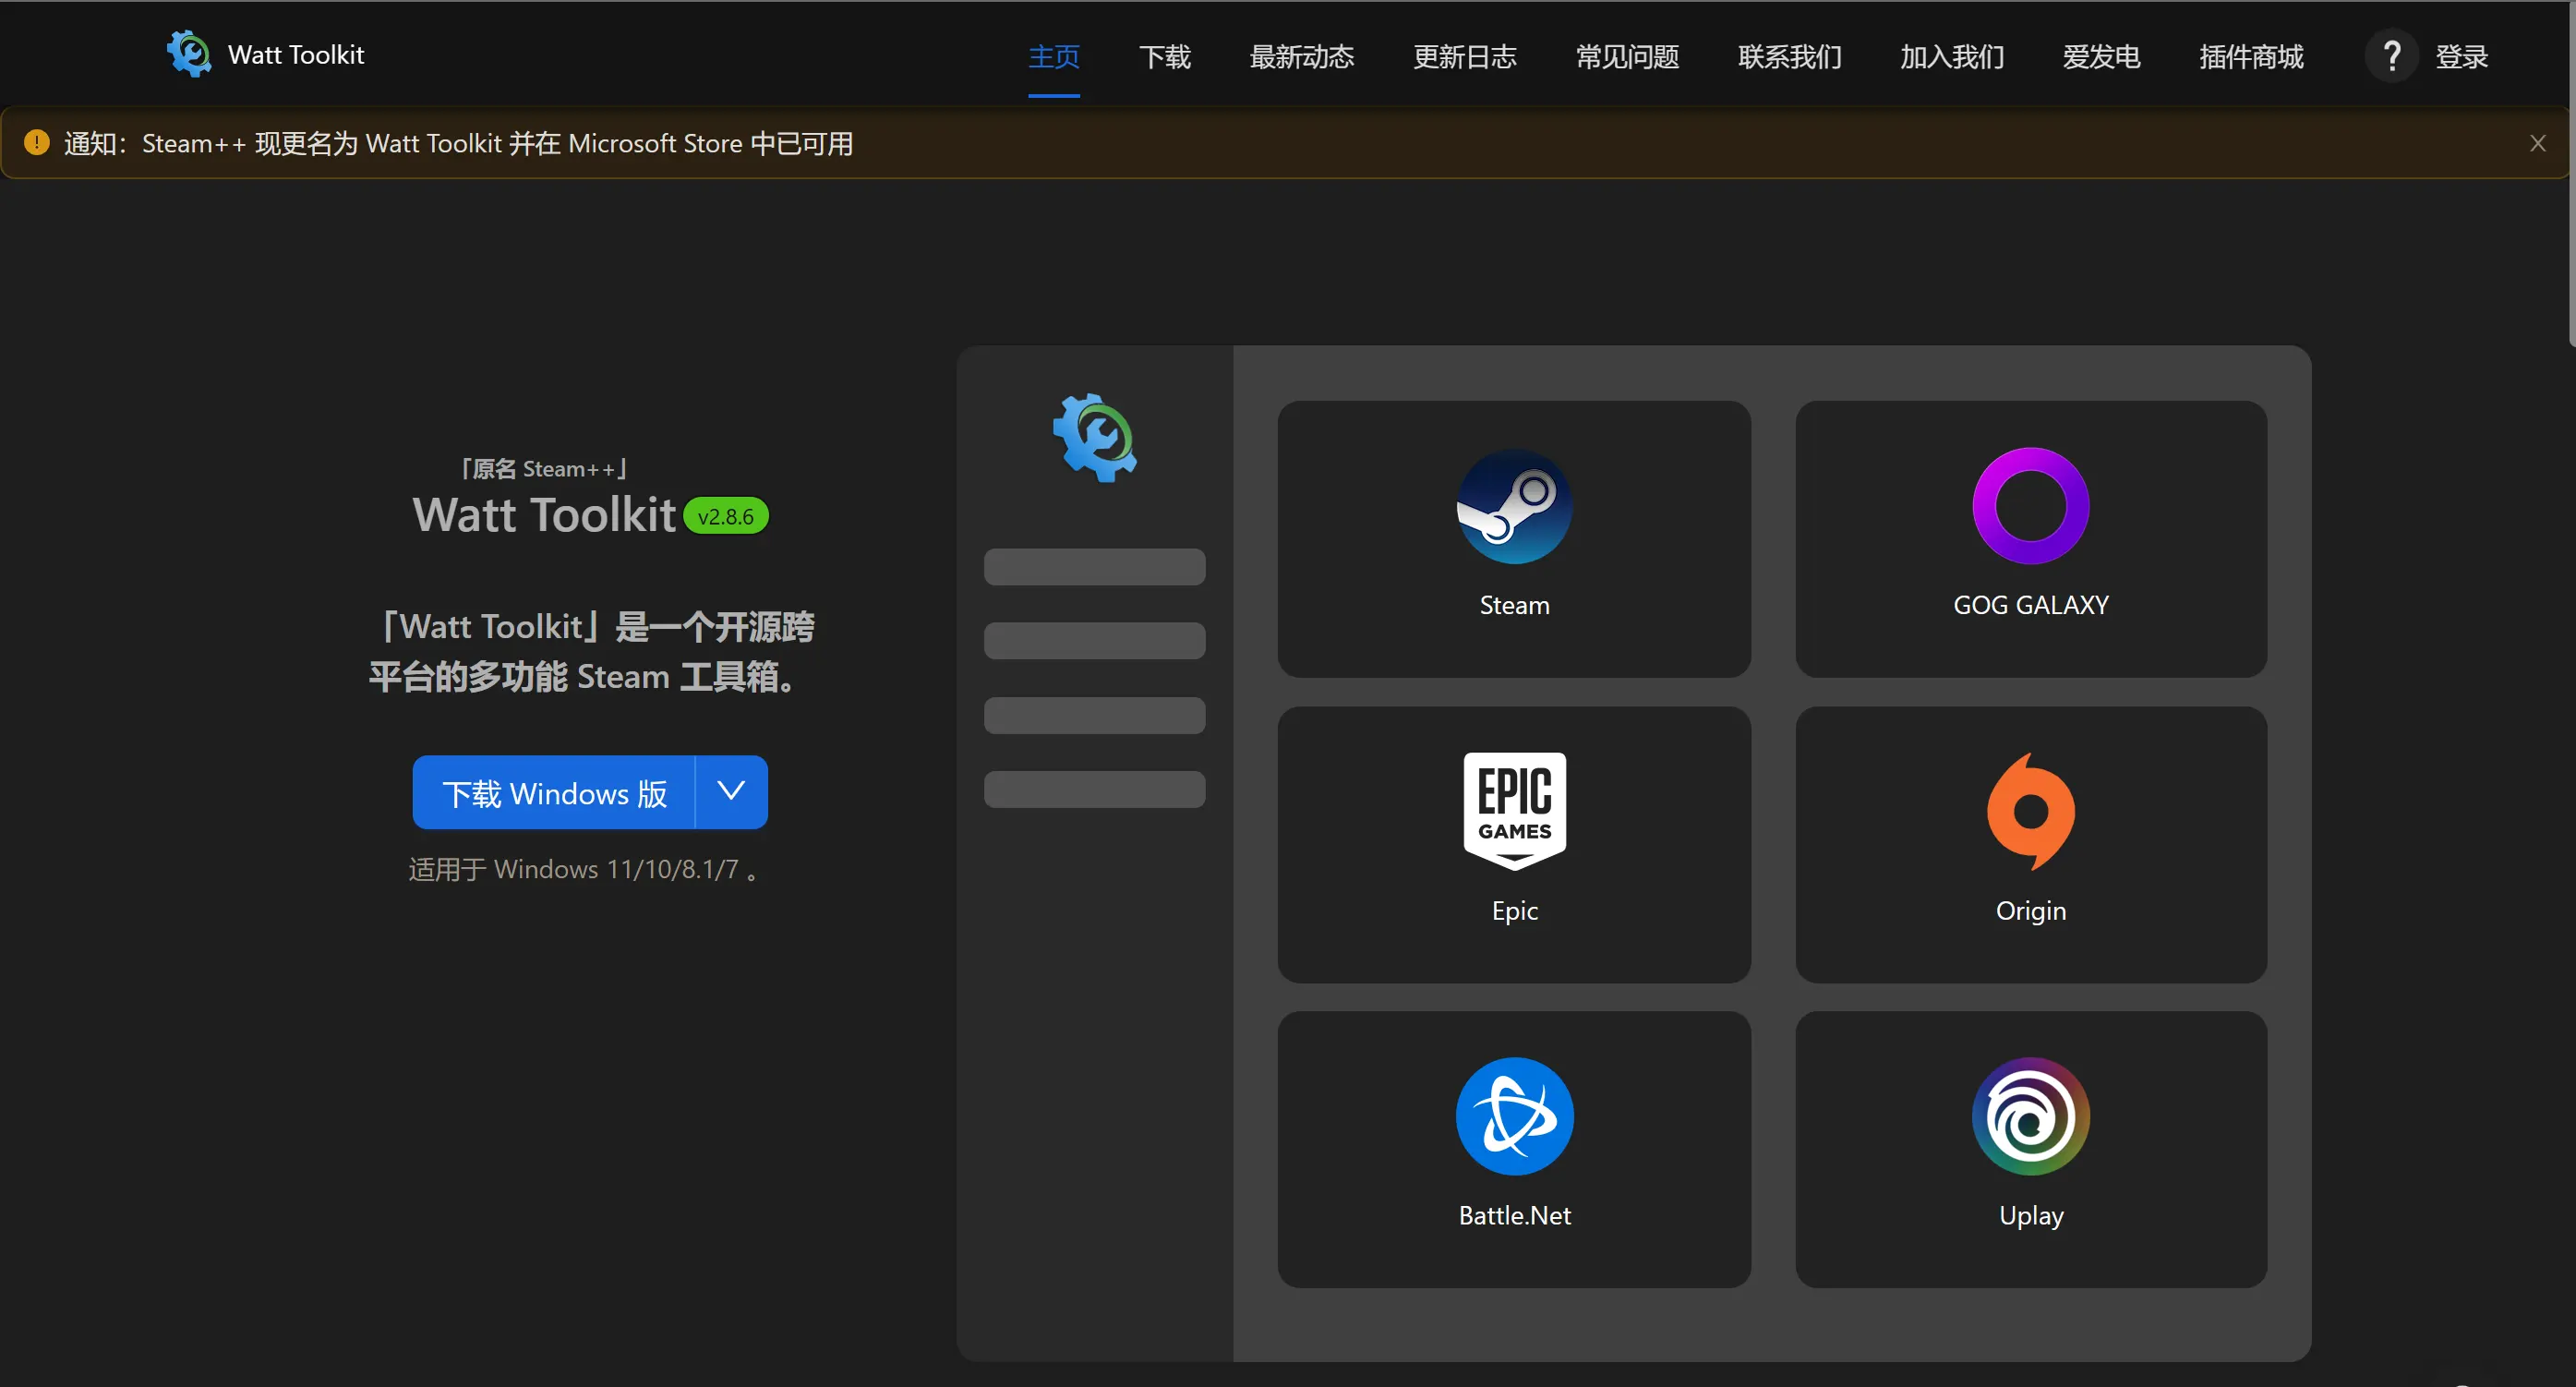 Watt Toolkit
主页 下载 最新动态 更新日志 常见问题 联系我们 加入我们 爱发电 插件商城 ? 登录
通知：Steam++ 现更名为 Watt Toolkit 并在 Microsoft Store 中已可用
「原名 Steam++」
Watt Toolkit v2.8.6
「Watt Toolkit」是一个开源跨
平台的多功能 Steam 工具箱。
下载 Windows 版
适用于 Windows 11/10/8.1/7 。
Steam
GOG GALAXY
EPIC
GAMES
Epic
Origin
Battle.Net
Uplay